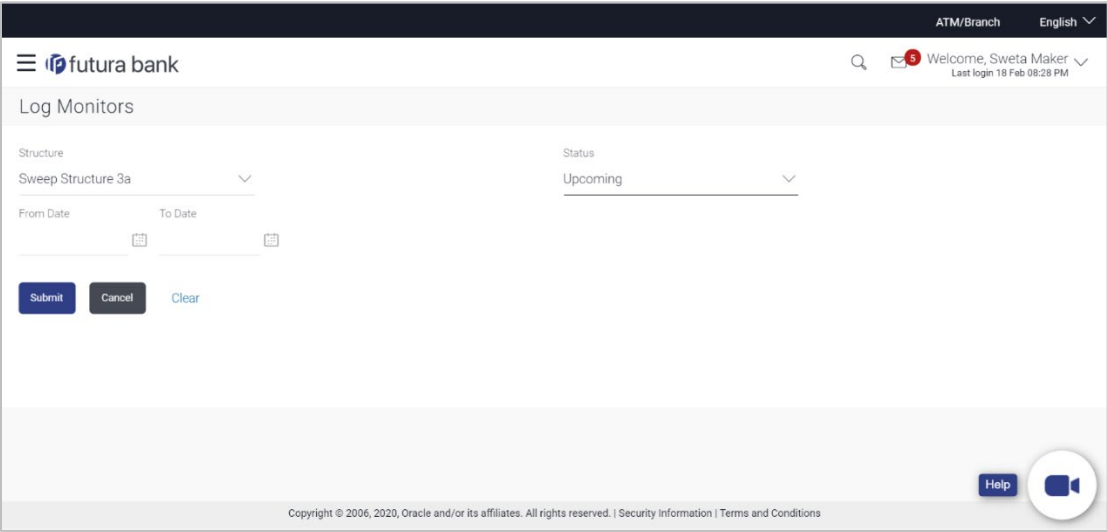 ATM/Branch English
futura bank
5
Welcome, Sweta Maker
Last login 18 Feb 08:28 PM
Log Monitors
Structure Status
Sweep Structure 3a Upcoming
From Date To Date
Submit Cancel Clear
Help
Copyright © 2006, 2020, Oracle and/or its affiliates. All rights reserved. | Security Information | Terms and Conditions